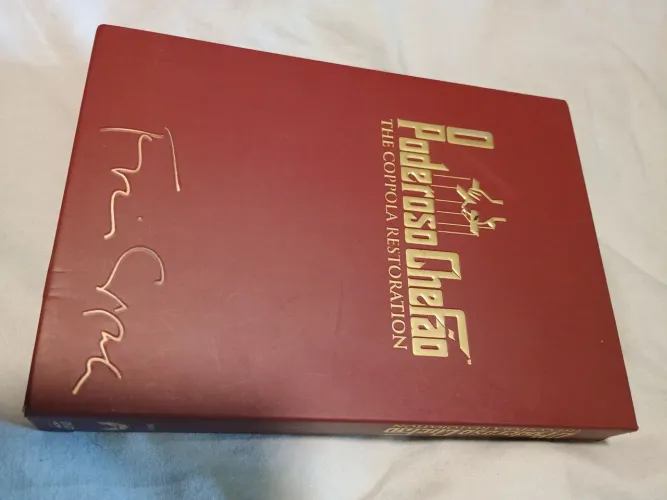 O
Poderoso Chefão
THE COPPOLA RESTORATION